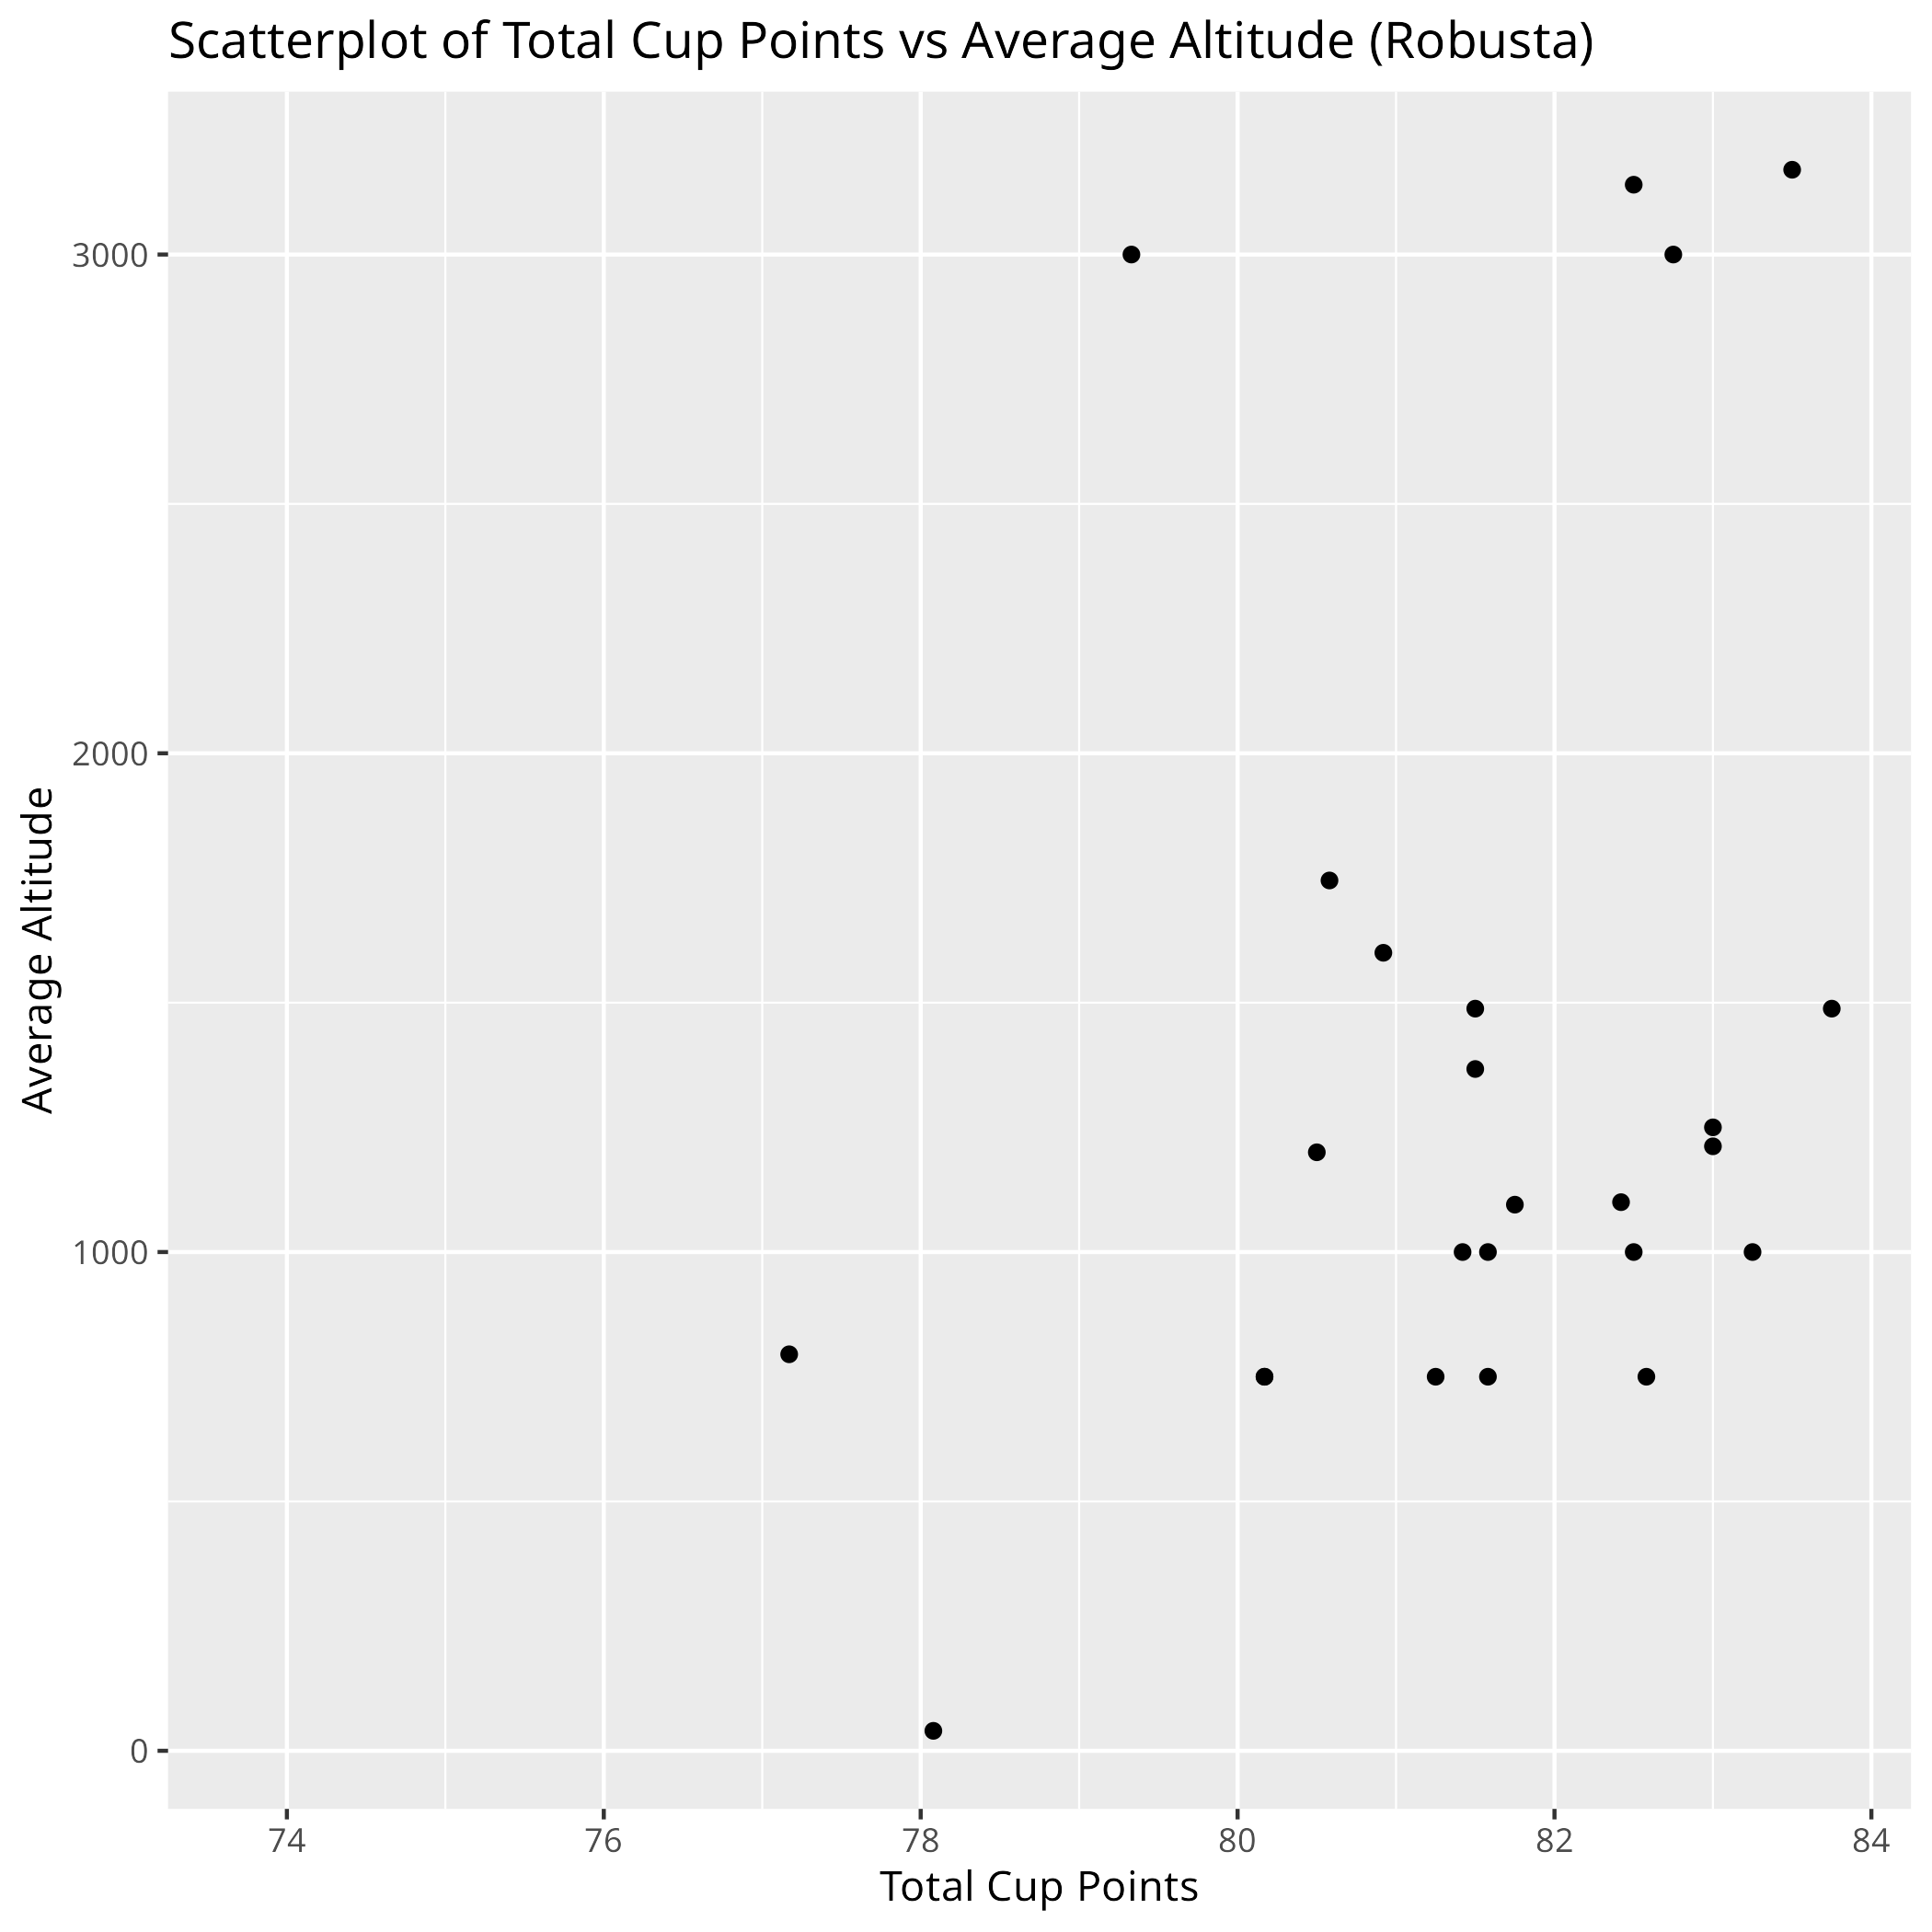 Scatterplot of Total Cup Points vs Average Altitude (Robusta)
3000
2000
1000
0
Average Altitude
74 76 78 80 82 84
Total Cup Points